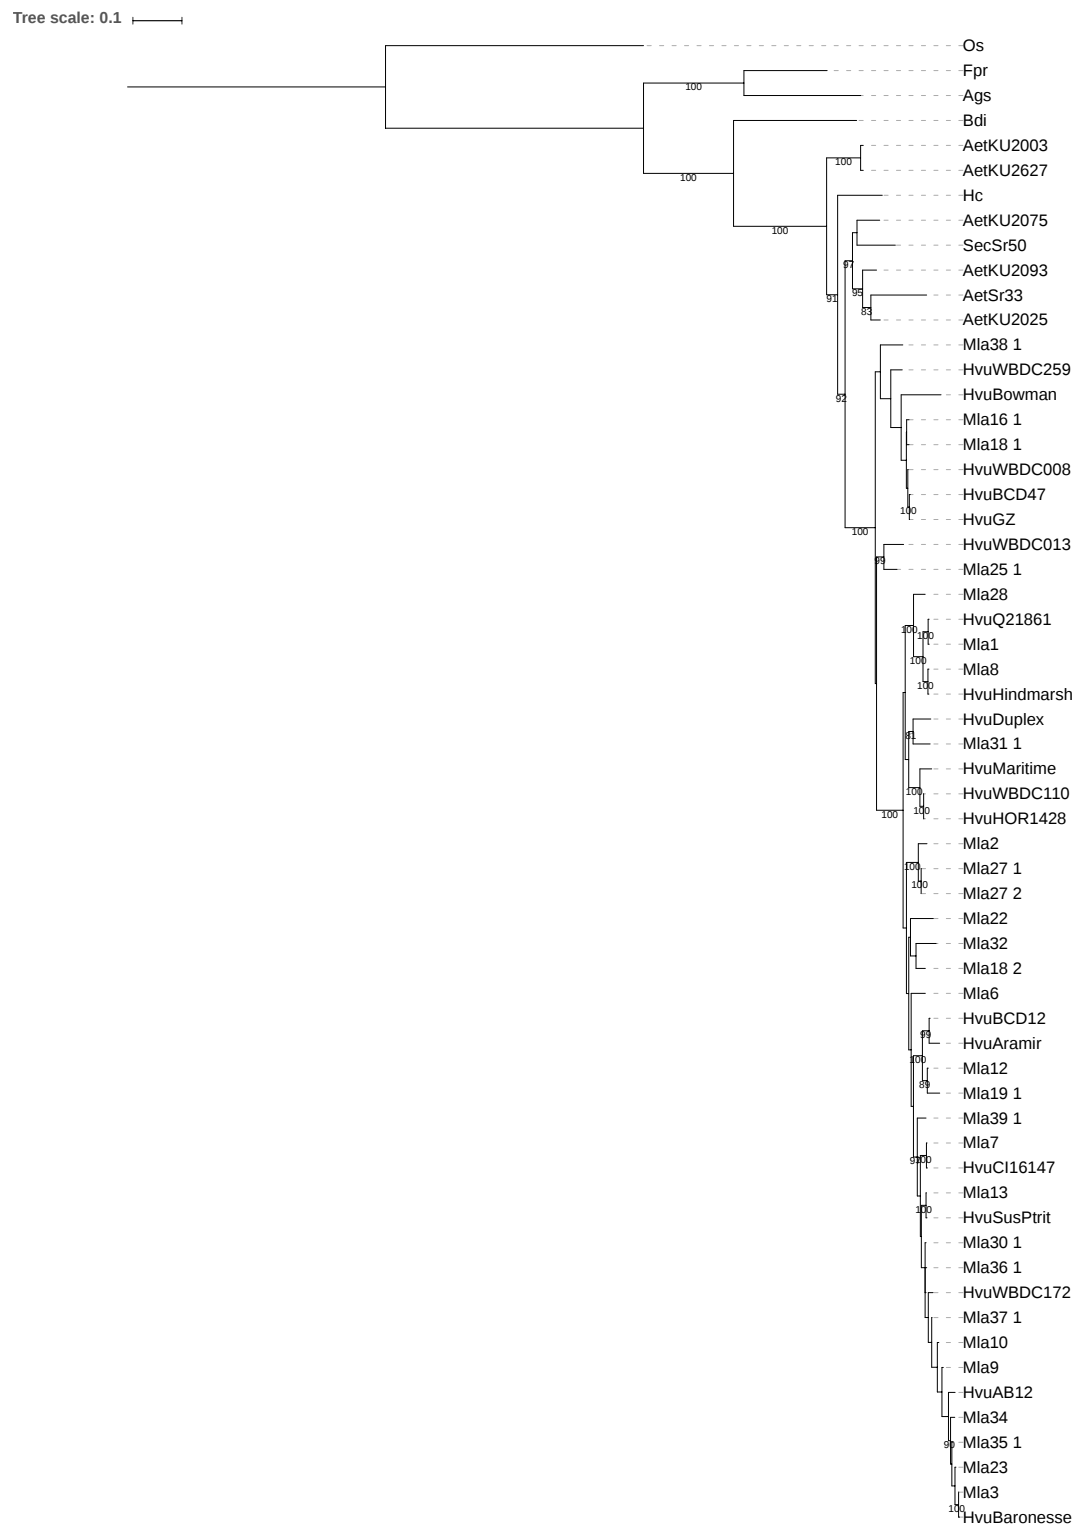 Tree scale: 0.1
Os
Fpr
100
Ags
Bdi
AetKU2003
100
AetKU2627
100
Hc
AetKU2075
100
SecSr50
97
AetKU2093
95
AetSr33
91
83
AetKU2025
Mla38 1
HvuWBDC259
HvuBowman
92
Mla16 1
Mla18 1
HvuWBDC008
HvuBCD47
100
HvuGZ
100
HvuWBDC013
99
Mla25 1
Mla28
HvuQ21861
100
100
Mla1
100
Mla8
100
HvuHindmarsh
HvuDuplex
81
Mla31 1
HvuMaritime
100
HvuWBDC110
100
100
HvuHOR1428
Mla2
100
Mla27 1
100
Mla27 2
Mla22
Mla32
Mla18 2
Mla6
HvuBCD12
99
HvuAramir
100
Mla12
89
Mla19 1
Mla39 1
Mla7
100
HvuCI16147
Mla13
100
HvuSusPtrit
Mla30 1
Mla36 1
HvuWBDC172
Mla37 1
Mla10
Mla9
HvuAB12
Mla34
Mla35 1
Mla23
Mla3
100
HvuBaronesse